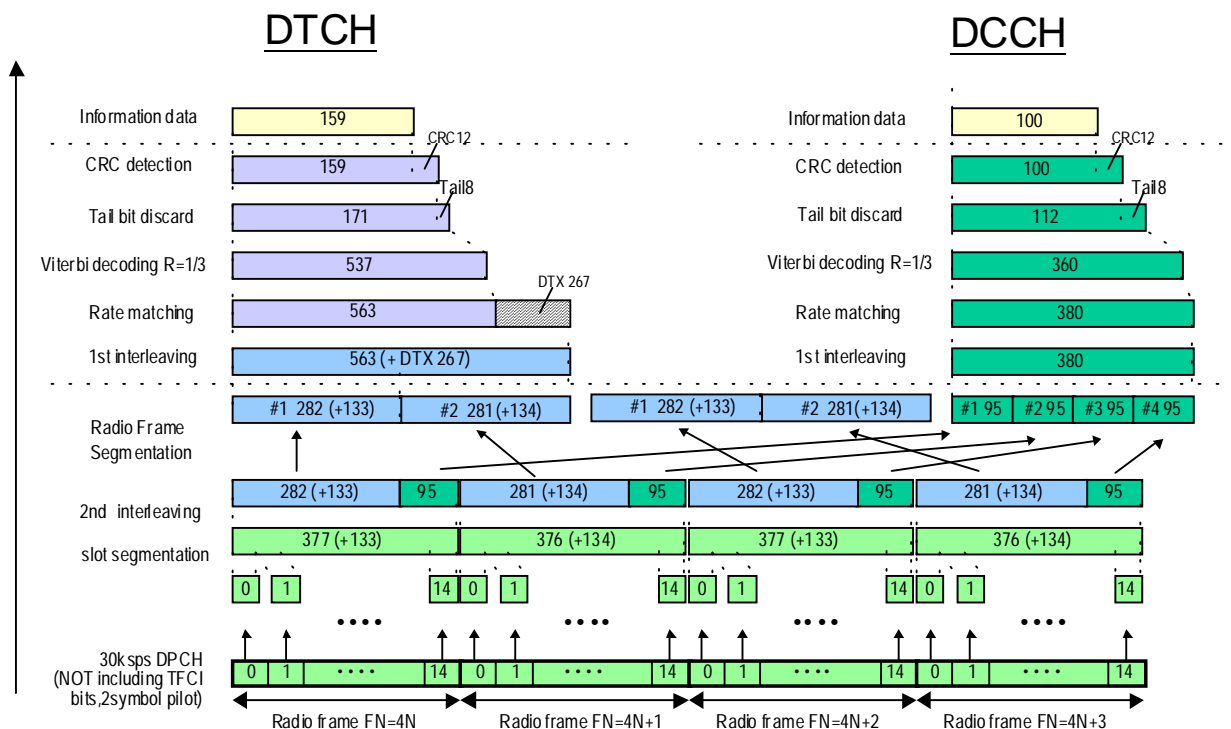 DTCH DCCH
Information data 159 Information data 100
CRC12 CRC12
CRC detection 159 CRC detection 100
Tail8 Tail8
Tail bit discard 171 Tail bit discard 112
Viterbi decoding R=1/3 537 Viterbi decoding R=1/3 360
DTX 267
Rate matching 563 Rate matching 380
1st interleaving 563 (+ DTX 267) 1st interleaving 380
#1 282 (+133) #2 281(+134) #1 282 (+133) #2 281(+134) #1 95 #2 95 #3 95 #4 95
Radio Frame
Segmentation
282 (+133) 95 281 (+134) 95 282 (+133) 95 281 (+134) 95
2nd interleaving
377 (+133) 376 (+134) 377 (+133) 376 (+134)
slot segmentation
0 1 14 0 1 14 0 1 14 0 1 14
•••• •••• •••• ••••
30ksps DPCH
(NOT including TFCI
bits,2symbol pilot)
0 1 •••• 14 0 1 •••• 14 0 1 •••• 14 0 1 •••• 14
Radio frame FN=4N Radio frame FN=4N+1 Radio frame FN=4N+2 Radio frame FN=4N+3